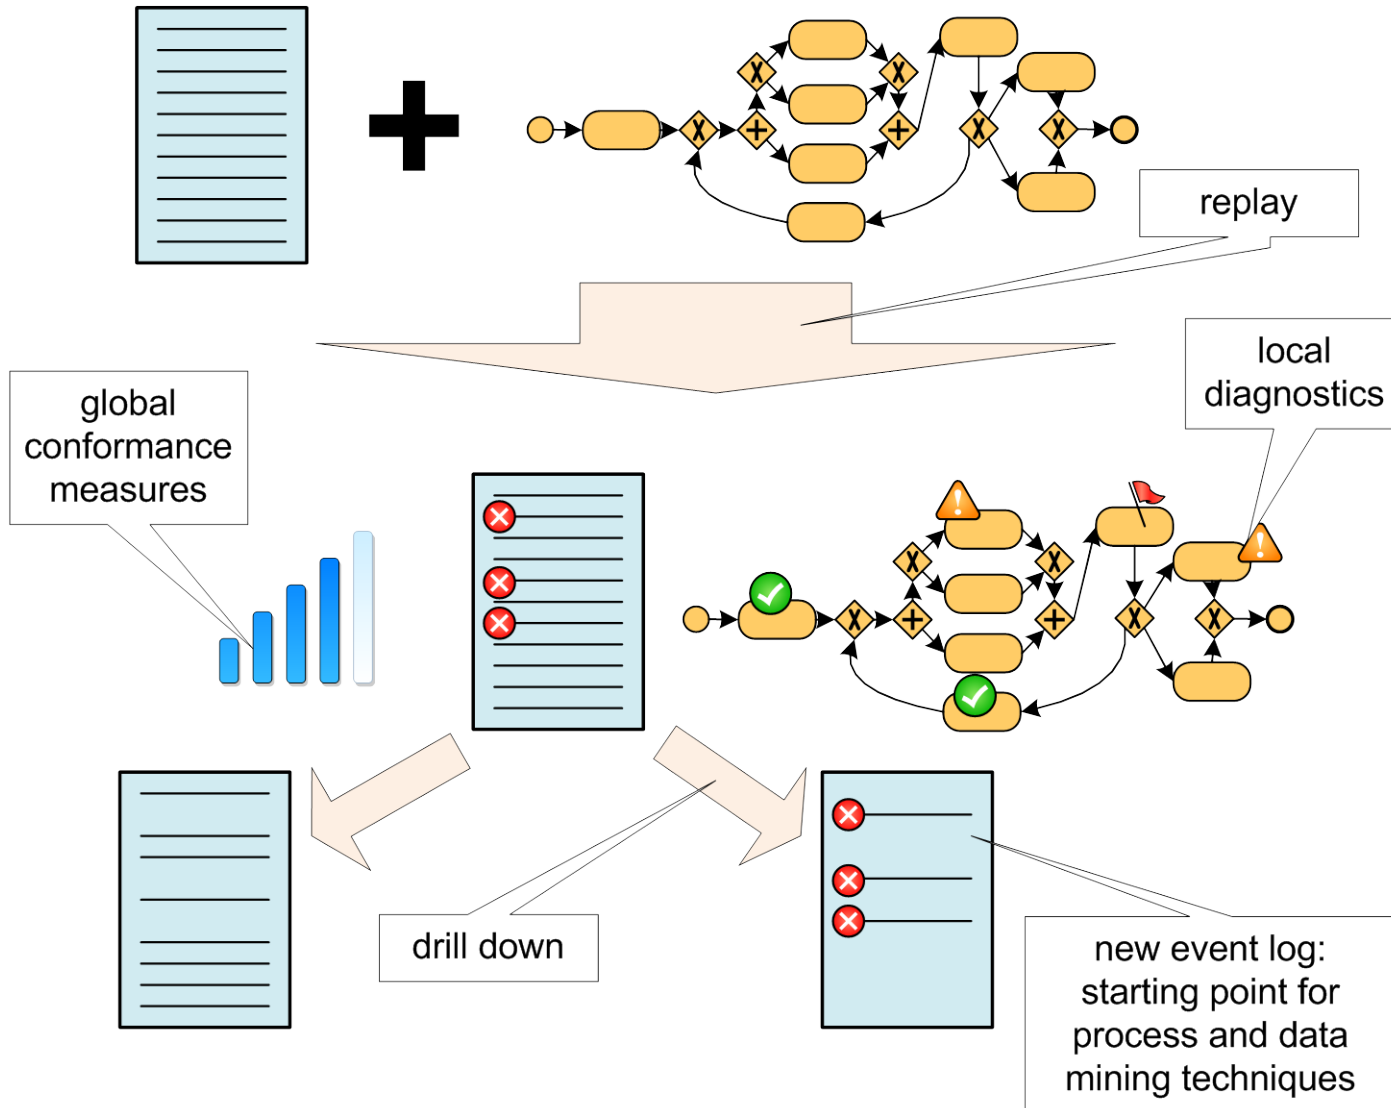 replay
local
diagnostics
global
conformance
measures
drill down
new event log:
starting point for
process and data
mining techniques